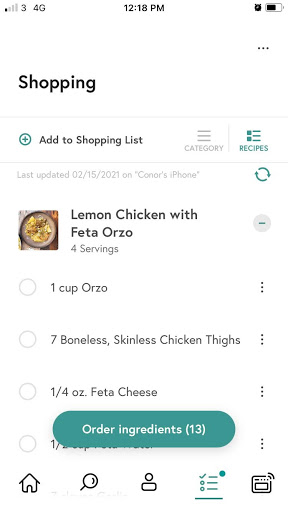 3 4G 12:18 PM
Shopping
Add to Shopping List
CATEGORY
RECIPES
Last updated 02/15/2021 on "Conor's iPhone"
Lemon Chicken with
Feta Orzo
4 Servings
1 cup Orzo
7 Boneless, Skinless Chicken Thighs
1/4 oz. Feta Cheese
Order ingredients (13)
1/2 cup